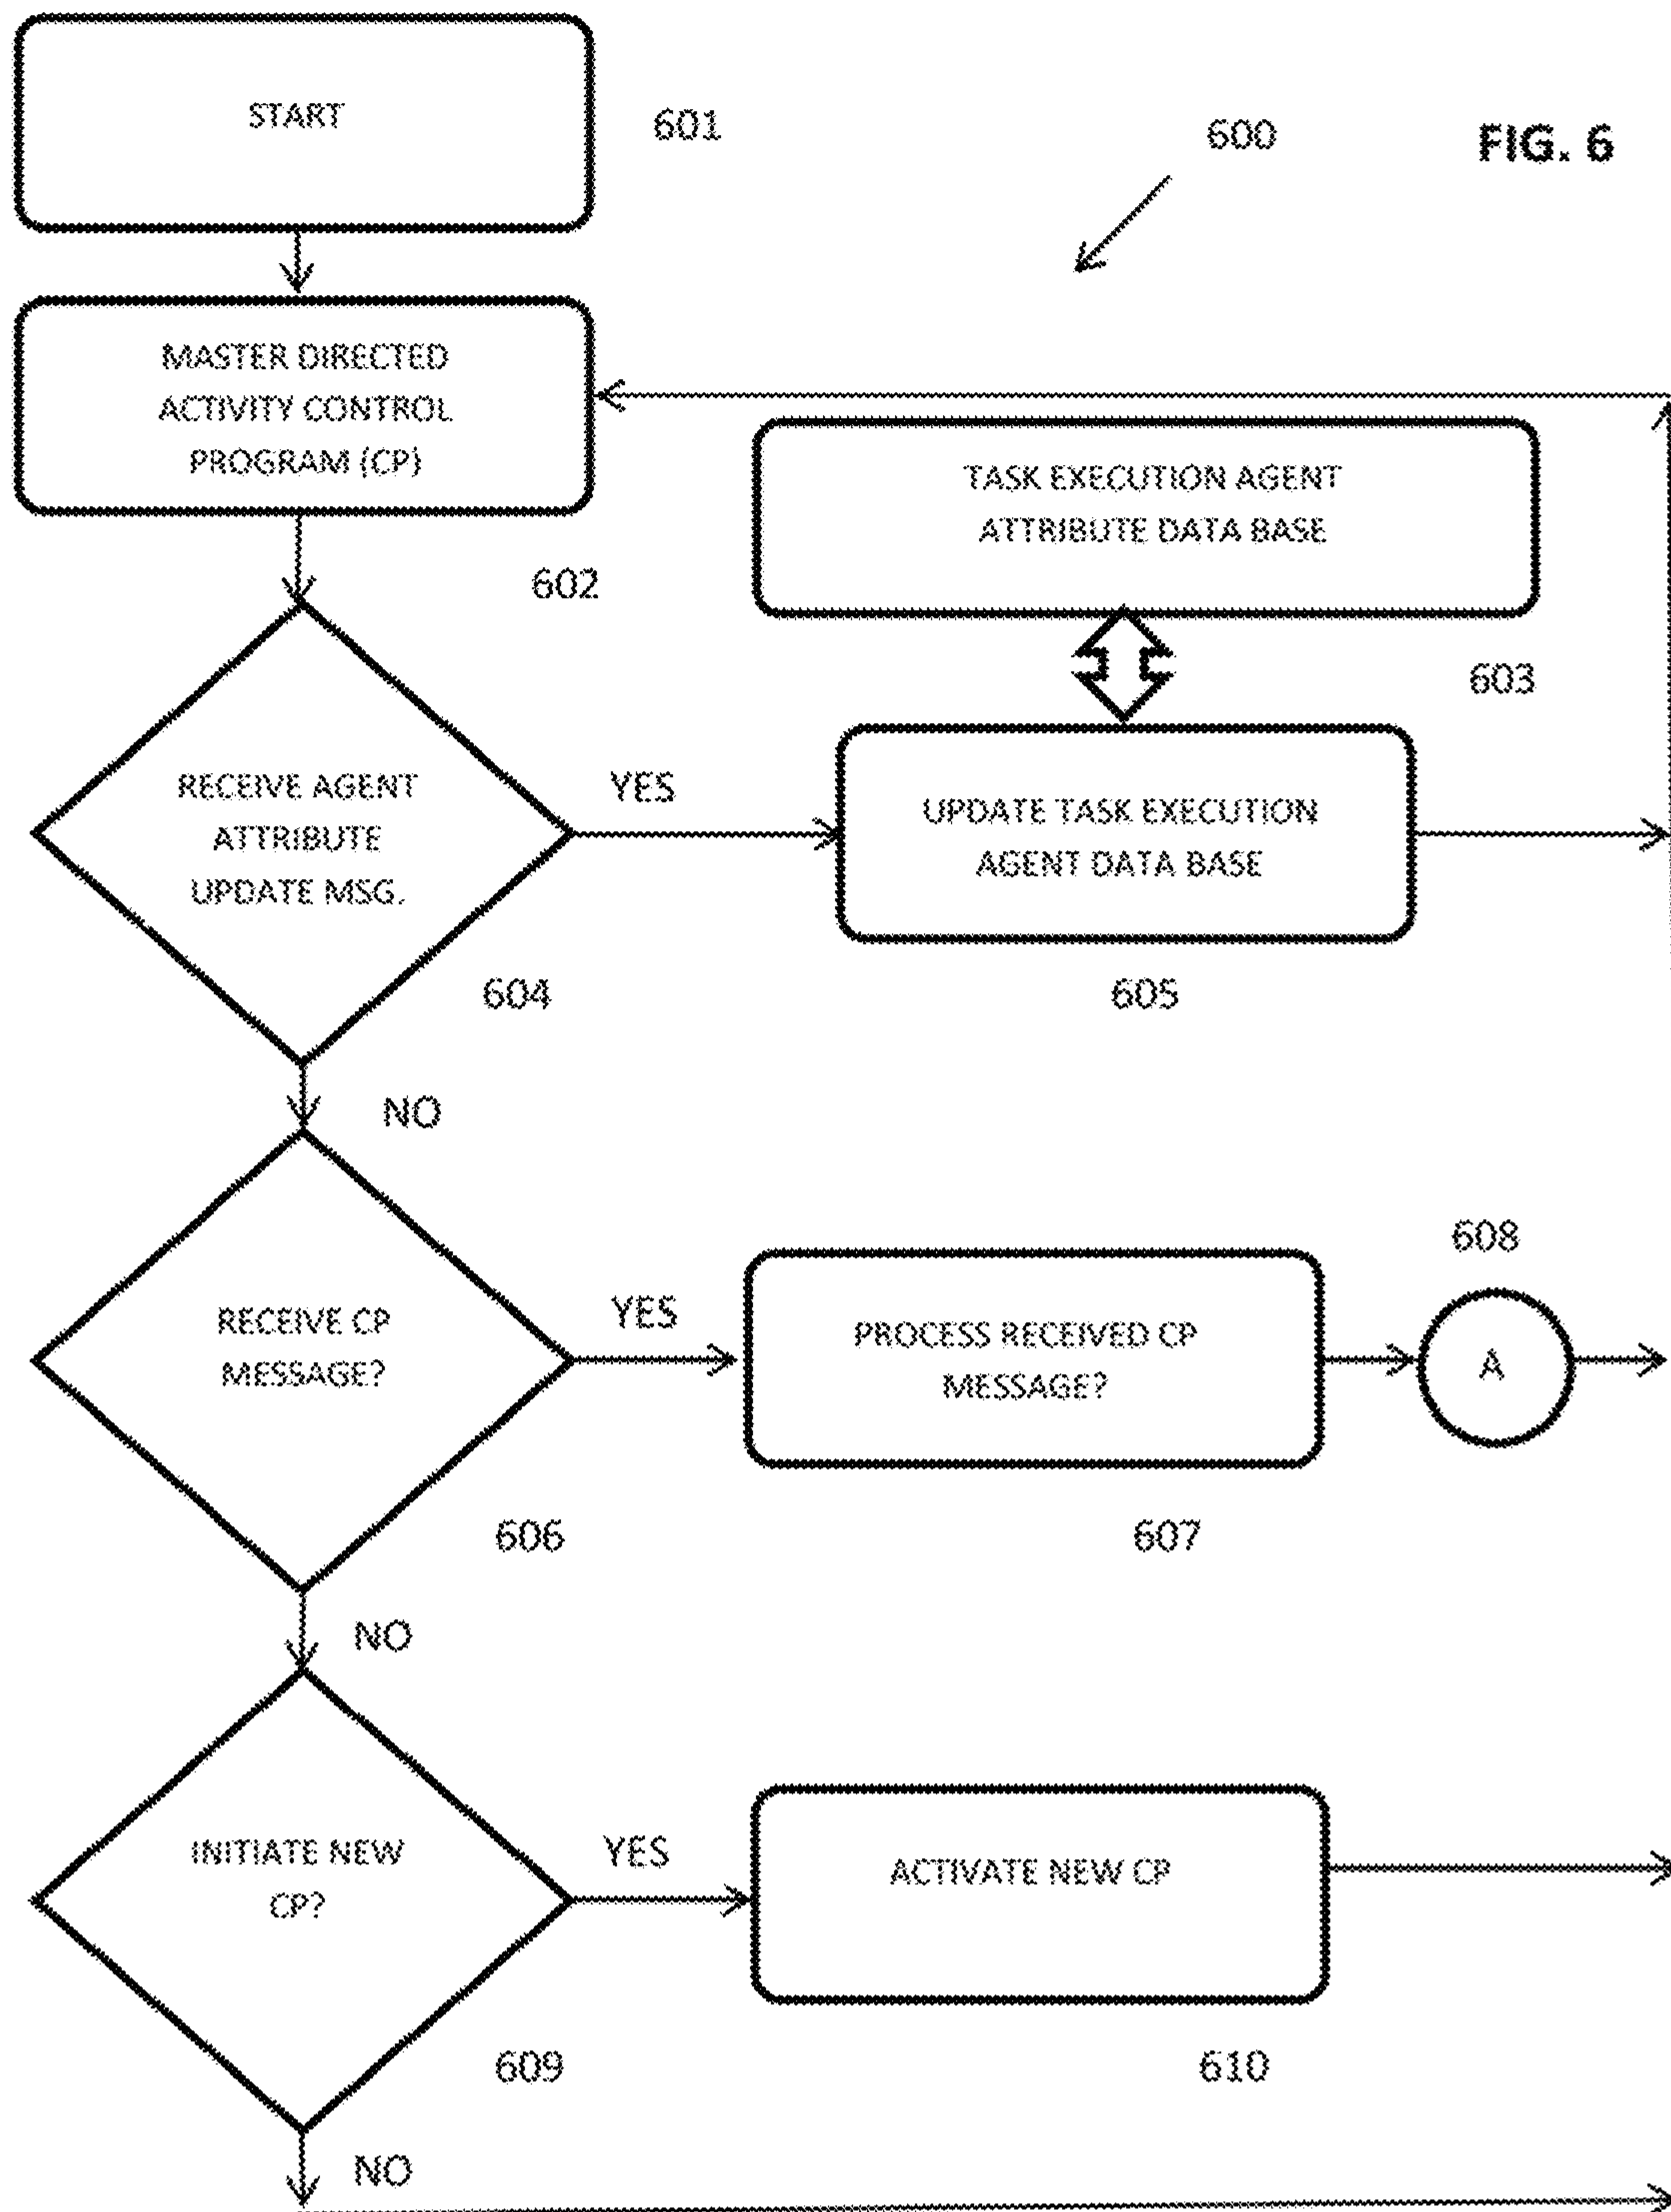 START
601
600
FIG. 6
MASTER DIRECTED
ACTIVITY CONTROL
PROGRAM (CP)
602
TASK EXECUTION AGENT
ATTRIBUTE DATA BASE
603
RECEIVE AGENT
ATTRIBUTE
UPDATE MSG.
604
YES
UPDATE TASK EXECUTION
AGENT DATA BASE
605
NO
RECEIVE CP
MESSAGE?
606
YES
PROCESS RECEIVED CP
MESSAGE?
607
608
A
NO
INITIATE NEW
CP?
609
YES
ACTIVATE NEW CP
610
NO